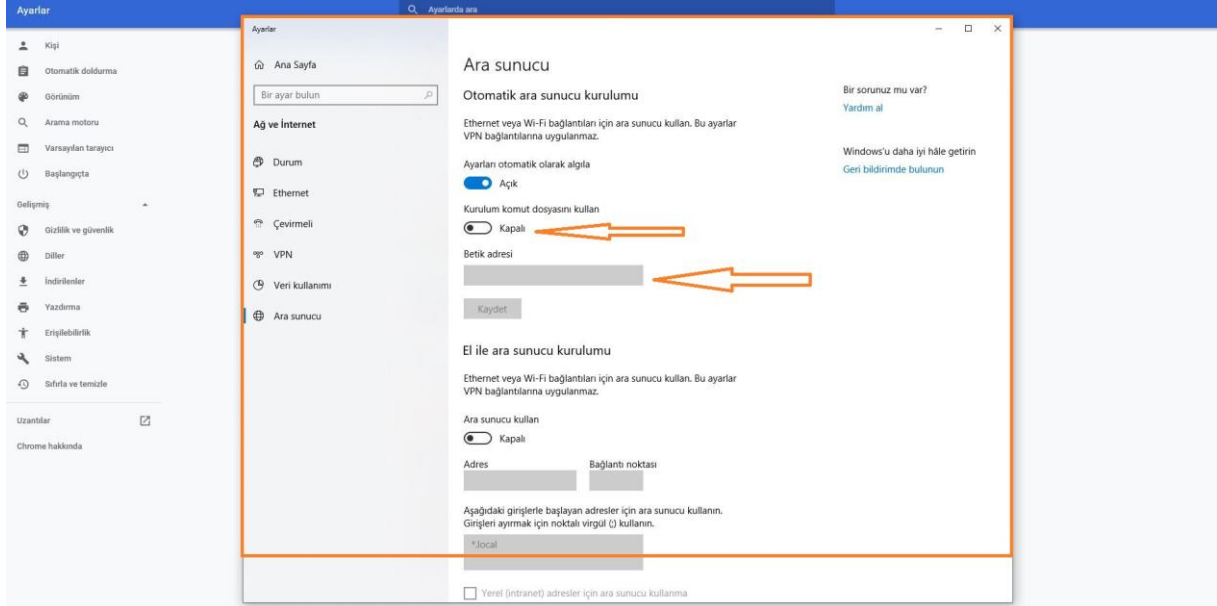 Ayarlar
Ayarlarda ara
Kişi
Otomatik doldurma
Görünüm
Arama motoru
Varsayılan tarayıcı
Başlangıçta
Gelişmiş
Gizlilik ve güvenlik
Diller
İndirilenler
Yazdırma
Erişilebilirlik
Sistem
Sıfırla ve temizle
Uzantılar
Chrome hakkında
Ayarlar
Ana Sayfa
Bir ayar bulun
Ağ ve İnternet
Durum
Ethernet
Çevirmeli
VPN
Veri kullanımı
Ara sunucu
Ara sunucu
Otomatik ara sunucu kurulumu
Ethernet veya Wi-Fi bağlantıları için ara sunucu kullan. Bu ayarlar
VPN bağlantılarına uygulanmaz.
Ayarları otomatik olarak algıla
Açık
Kurulum komut dosyasını kullan
Kapalı
Betik adresi
Kaydet
El ile ara sunucu kurulumu
Ethernet veya Wi-Fi bağlantıları için ara sunucu kullan. Bu ayarlar
VPN bağlantılarına uygulanmaz.
Ara sunucu kullan
Kapalı
Adres Bağlantı noktası
Aşağıdaki girişlerle başlayan adresler için ara sunucu kullanın.
Girişleri ayırmak için noktalı virgül (;) kullanın.
*.local
Yerel (intranet) adresler için ara sunucu kullanma
Bir sorunuz mu var?
Yardım al
Windows'u daha iyi hâle getirin
Geri bildirimde bulunun